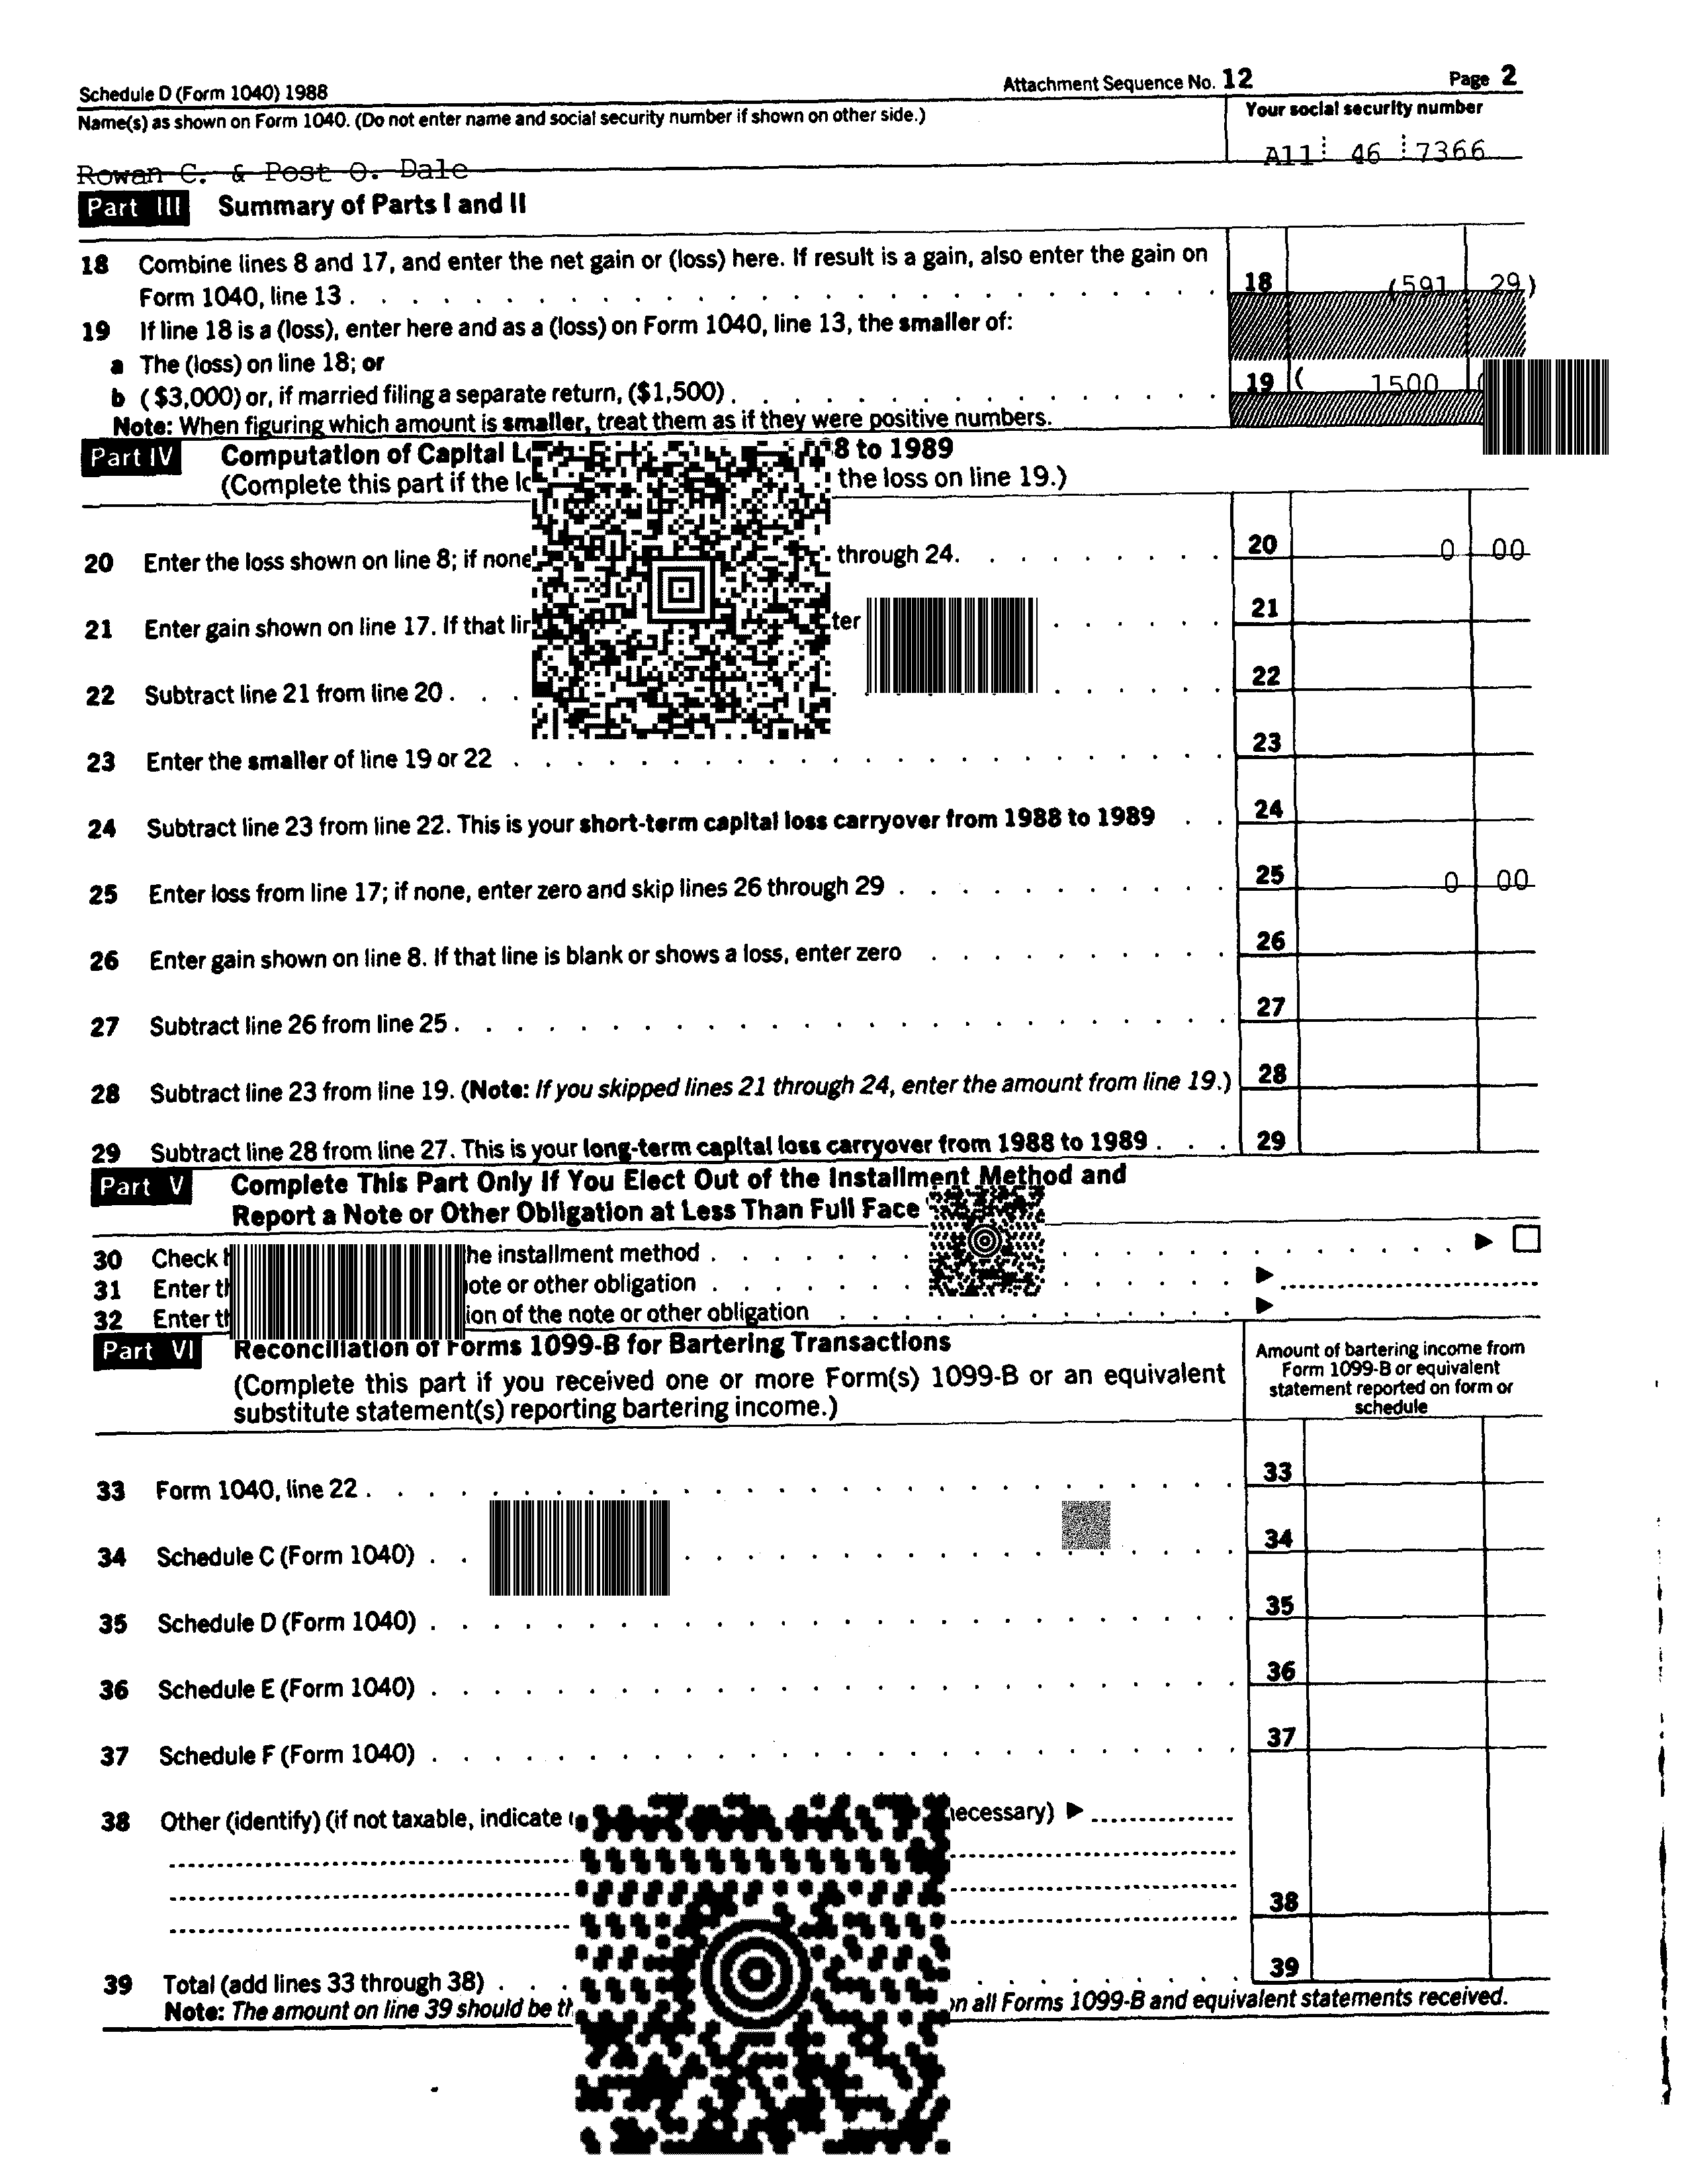 Schedule D (Form 1040) 1988 Attachment Sequence No. 12 Page 2
Name(s) as shown on Form 1040. (Do not enter name and social security number if shown on other side.) Your social security number
Rowan C. & Post O. Dale A11 46 7366
Part III Summary of Parts I and II
18 Combine lines 8 and 17, and enter the net gain or (loss) here. If result is a gain, also enter the gain on
Form 1040, line 13 . . . 18 (591 29)
19 If line 18 is a (loss), enter here and as a (loss) on Form 1040, line 13, the smaller of:
a The (loss) on line 18; or
b ($3,000) or, if married filing a separate return, ($1,500) . . . 19 ( 1500
Note: When figuring which amount is smaller, treat them as if they were positive numbers.
Part IV Computation of Capital 8 to 1989
(Complete this part if the the loss on line 19.)
20 Enter the loss shown on line 8; if none through 24. . . . 20 0 00
21 Enter gain shown on line 17. If that . . . 21
22 Subtract line 21 from line 20 . . . 22
23 Enter the smaller of line 19 or 22 . . . 23
24 Subtract line 23 from line 22. This is your short-term capital loss carryover from 1988 to 1989 . . 24
25 Enter loss from line 17; if none, enter zero and skip lines 26 through 29 . . . 25 0 00
26 Enter gain shown on line 8. If that line is blank or shows a loss, enter zero . . . 26
27 Subtract line 26 from line 25 . . . 27
28 Subtract line 23 from line 19. (Note: If you skipped lines 21 through 24, enter the amount from line 19.) 28
29 Subtract line 28 from line 27. This is your long-term capital loss carryover from 1988 to 1989 . . . 29
Part V Complete This Part Only If You Elect Out of the Installment Method and
Report a Note or Other Obligation at Less Than Full Face
30 Check the installment method . . . ▶
31 Enter note or other obligation . . . ▶
32 Enter of the note or other obligation . . . ▶
Part VI Reconciliation of Forms 1099-B for Bartering Transactions
(Complete this part if you received one or more Form(s) 1099-B or an equivalent
substitute statement(s) reporting bartering income.)
Amount of bartering income from
Form 1099-B or equivalent
statement reported on form or
schedule
33 Form 1040, line 22 . . . 33
34 Schedule C (Form 1040) . . . 34
35 Schedule D (Form 1040) . . . 35
36 Schedule E (Form 1040) . . . 36
37 Schedule F (Form 1040) . . . 37
38 Other (identify) (if not taxable, indicate necessary) ▶
38
39 Total (add lines 33 through 38) . . . 39
Note: The amount on line 39 should be on all Forms 1099-B and equivalent statements received.